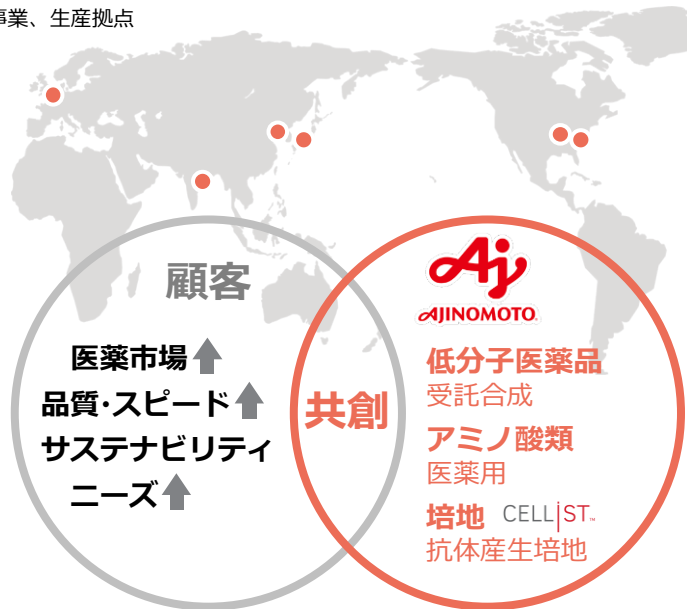 事業、生産拠点
顧客
医薬市場
品質・スピード
サステナビリティ
ニーズ
共創
Aj
AJINOMOTO
低分子医薬品
受託合成
アミノ酸類
医薬用
培地 CELLiST™
抗体産生培地